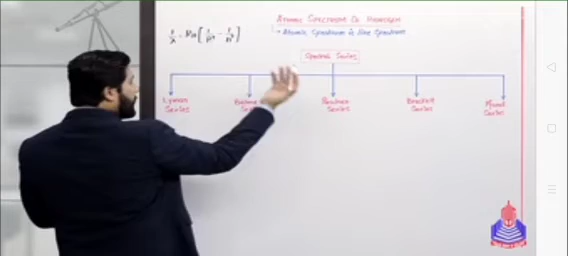 Atomic Spectrum Of Hydrogen
Atomic Spectrum is Line Spectrum
Spectral Series
Lyman Series
Series
Paschen Series
Brackett Series
Pfund Series